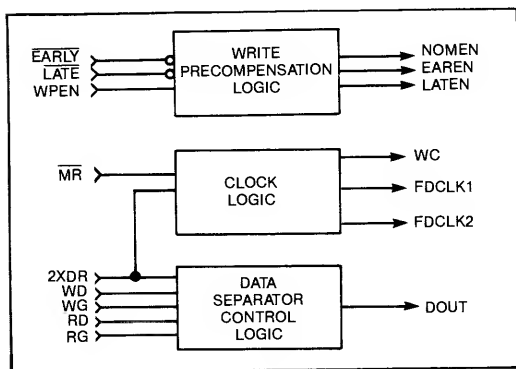 EARLY
LATE
WPEN
WRITE
PRECOMPENSATION
LOGIC
NOMEN
EAREN
LATEN
MR
CLOCK
LOGIC
WC
FDCLK1
FDCLK2
2XDR
WD
WG
RD
RG
DATA
SEPARATOR
CONTROL
LOGIC
DOUT